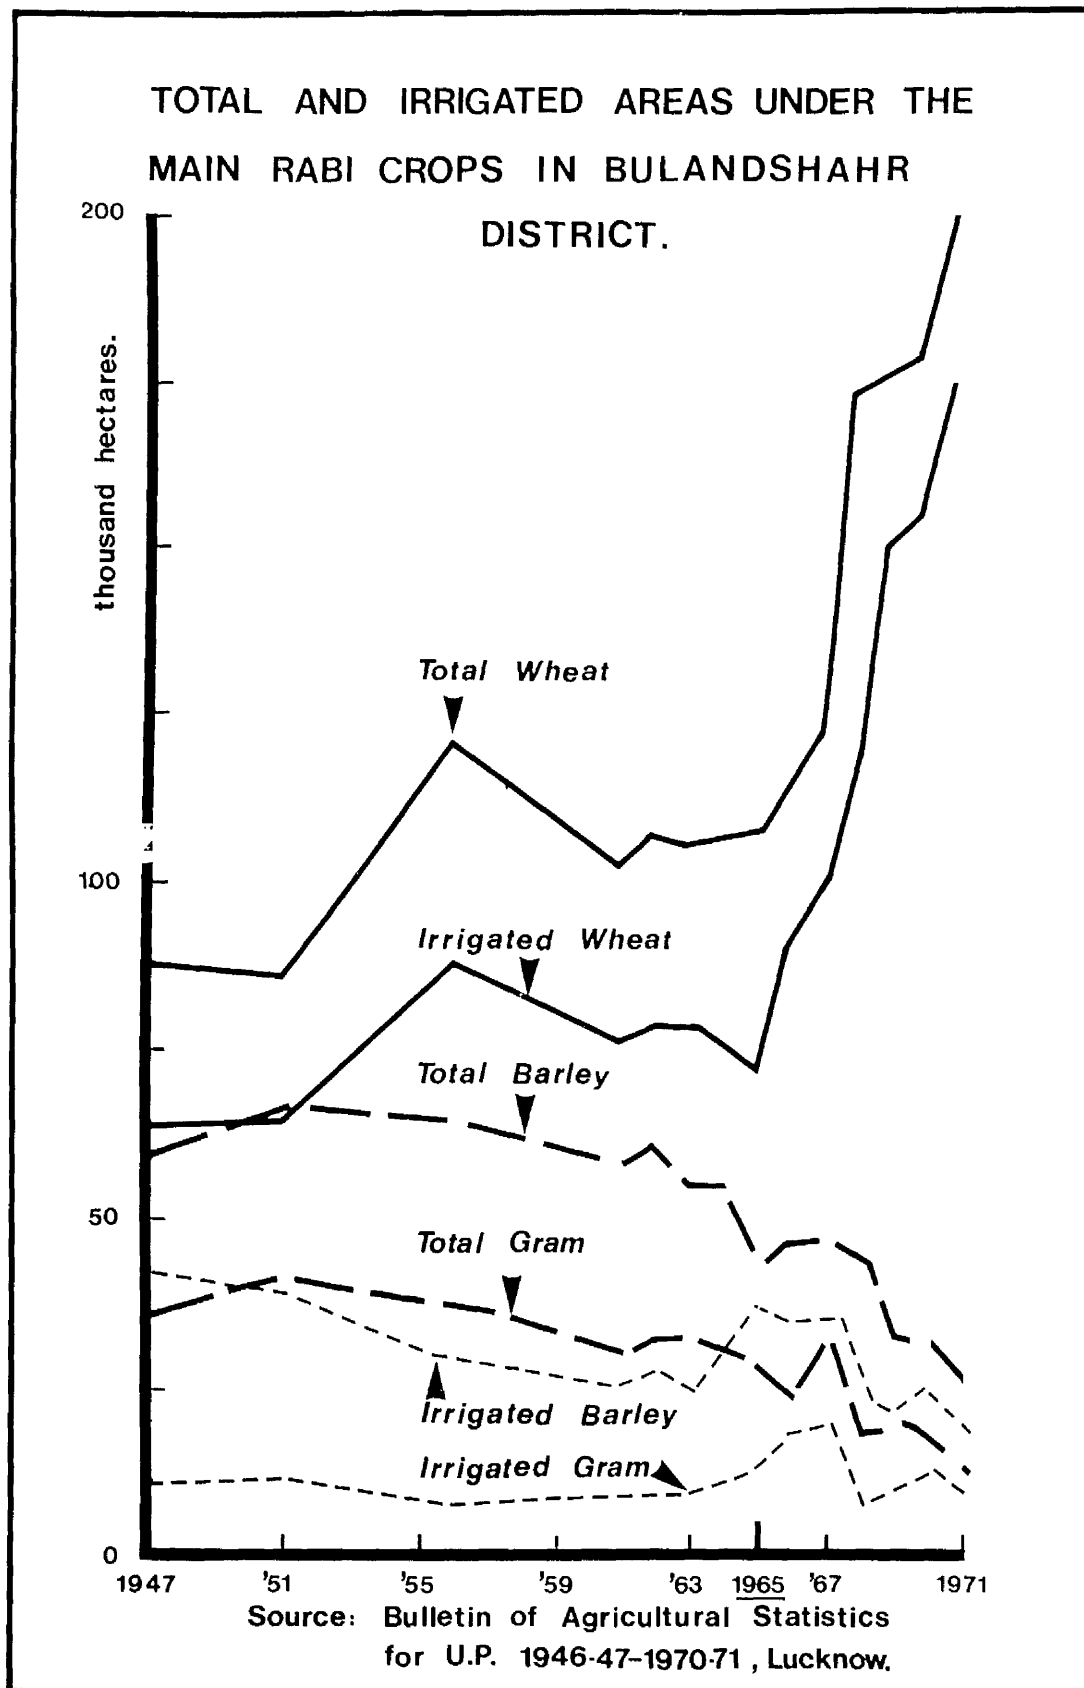 TOTAL AND IRRIGATED AREAS UNDER THE
MAIN RABI CROPS IN BULANDSHAHR
DISTRICT.
200
thousand hectares.
Total Wheat
100
Irrigated Wheat
Total Barley
50
Total Gram
Irrigated Barley
Irrigated Gram
0
1947 '51 '55 '59 '63 1965 '67 1971
Source: Bulletin of Agricultural Statistics
for U.P. 1946-47-1970-71, Lucknow.